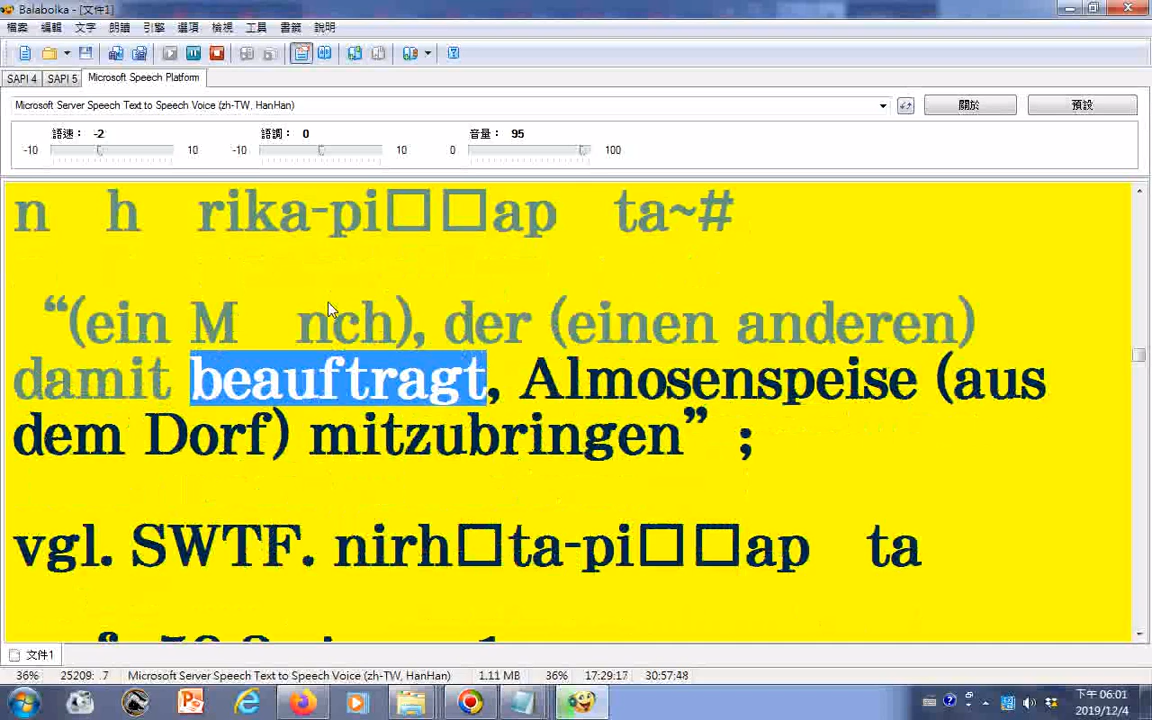 Balabolka - [文件1]
檔案 編輯 文字 朗讀 引擎 選項 檢視 工具 書籤 說明
SAPI 4 SAPI 5 Microsoft Speech Platform
Microsoft Server Speech Text to Speech Voice (zh-TW, HanHan) 關於 預設
語速： -2 語調： 0 音量： 95
-10 10 -10 10 0 100
n h rika-pi□□ap ta~#
“(ein M nch), der (einen anderen)
damit beauftragt, Almosenspeise (aus
dem Dorf) mitzubringen” ;
vgl. SWTF. nirh□ta-pi□□ap ta
文件1
36% 25209: .7 Microsoft Server Speech Text to Speech Voice (zh-TW, HanHan) 1.11 MB 36% 17:29:17 30:57:48
下午 06:01
2019/12/4